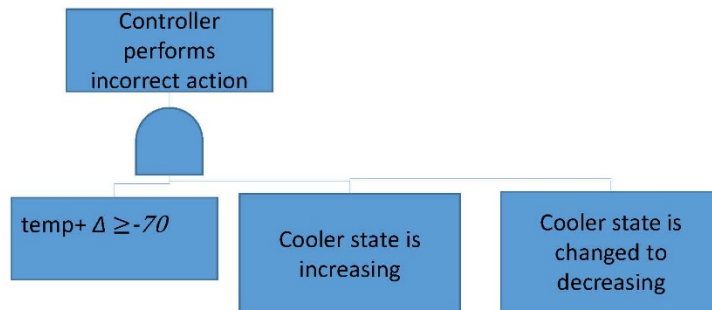 Controller
performs
incorrect action
temp+ Δ ≥-70
Cooler state is
increasing
Cooler state is
changed to
decreasing